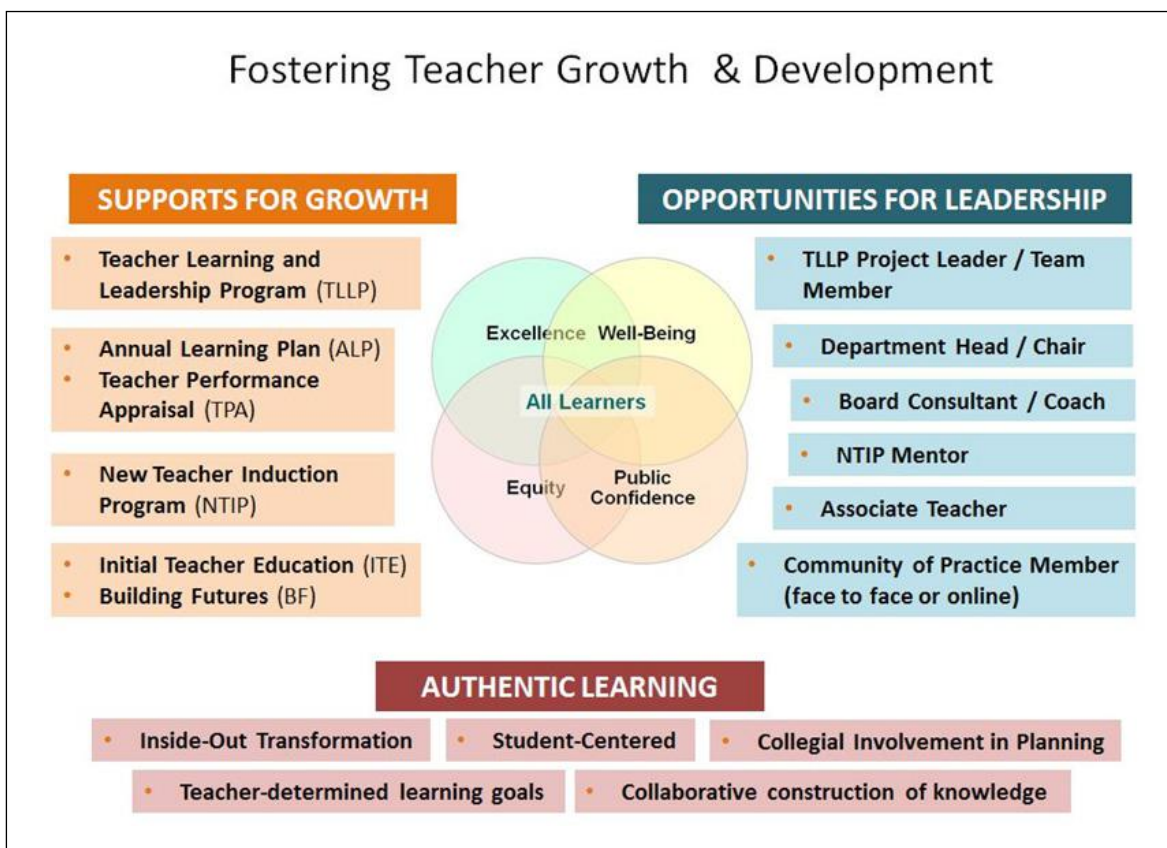 Fostering Teacher Growth & Development
SUPPORTS FOR GROWTH
• Teacher Learning and
Leadership Program (TLLP)
• Annual Learning Plan (ALP)
• Teacher Performance
Appraisal (TPA)
• New Teacher Induction
Program (NTIP)
• Initial Teacher Education (ITE)
• Building Futures (BF)
Excellence
Well-Being
All Learners
Equity
Public
Confidence
OPPORTUNITIES FOR LEADERSHIP
• TLLP Project Leader / Team
Member
• Department Head / Chair
• Board Consultant / Coach
• NTIP Mentor
• Associate Teacher
• Community of Practice Member
(face to face or online)
AUTHENTIC LEARNING
• Inside-Out Transformation
• Student-Centered
• Collegial Involvement in Planning
• Teacher-determined learning goals
• Collaborative construction of knowledge